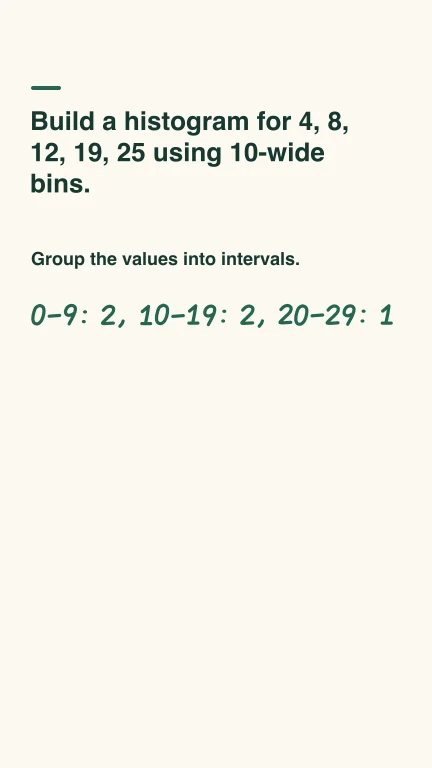 Build a histogram for 4, 8,
12, 19, 25 using 10-wide
bins.
Group the values into intervals.
0–9: 2, 10–19: 2, 20–29: 1